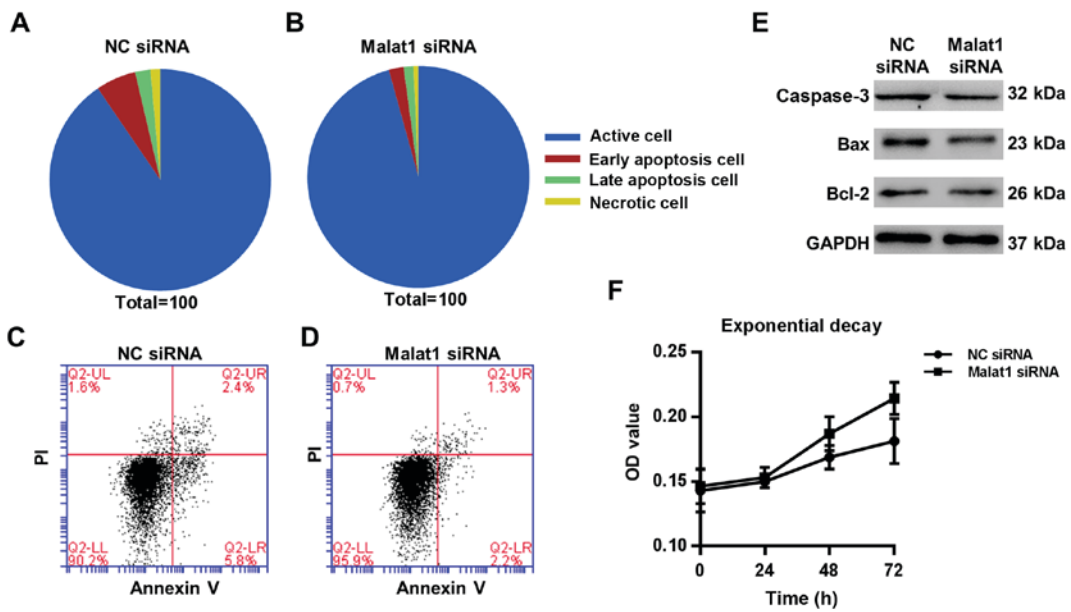 A
NC siRNA
Total=100
B
Malat1 siRNA
Total=100
Active cell
Early apoptosis cell
Late apoptosis cell
Necrotic cell
C
NC siRNA
Q2-UL
1.6%
Q2-UR
2.4%
PI
Q2-LL
90.2%
Q2-LR
5.8%
Annexin V
D
Malat1 siRNA
Q2-UL
0.7%
Q2-UR
1.3%
PI
Q2-LL
95.9%
Q2-LR
2.2%
Annexin V
E
NC
siRNA
Malat1
siRNA
Caspase-3
32 kDa
Bax
23 kDa
Bcl-2
26 kDa
GAPDH
37 kDa
F
Exponential decay
NC siRNA
Malat1 siRNA
OD value
0.25
0.20
0.15
0.10
0
24
48
72
Time (h)